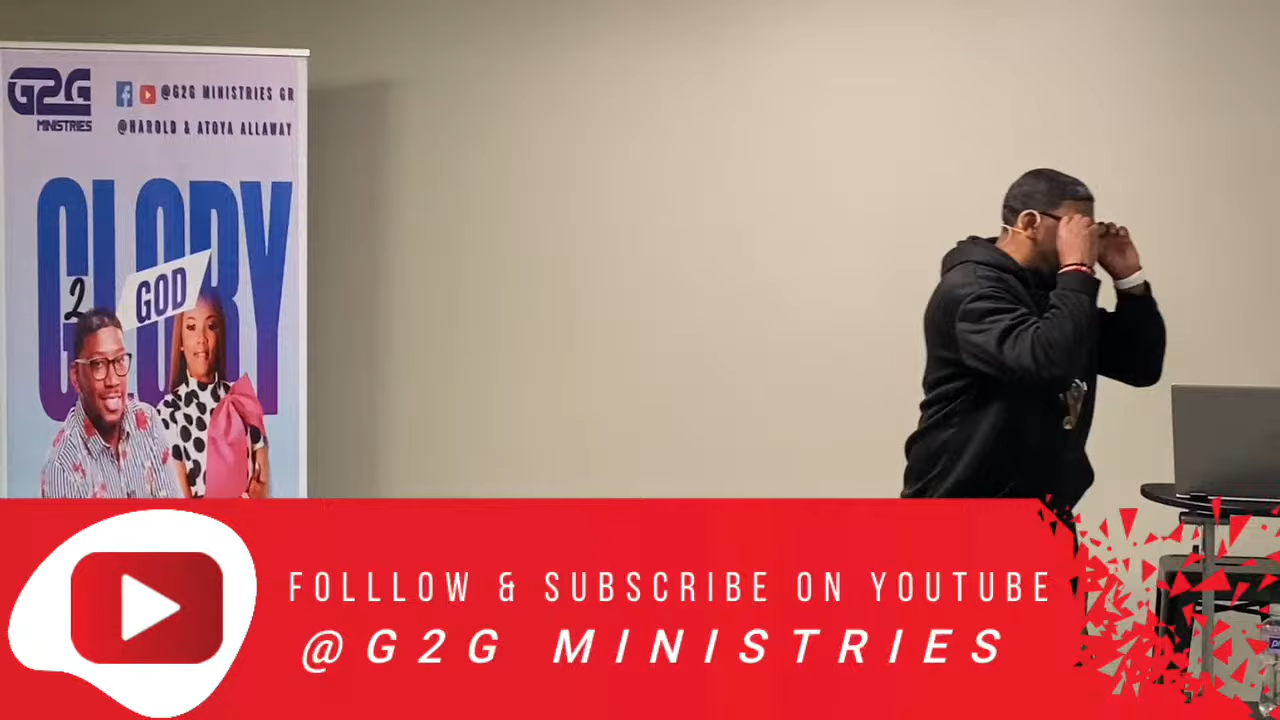 G2G
MINISTRIES
@G2G MINISTRIES GR
@HAROLD & ATOYA ALLAWAY
GLORY
2
GOD
FOLLLOW & SUBSCRIBE ON YOUTUBE
@G2G MINISTRIES